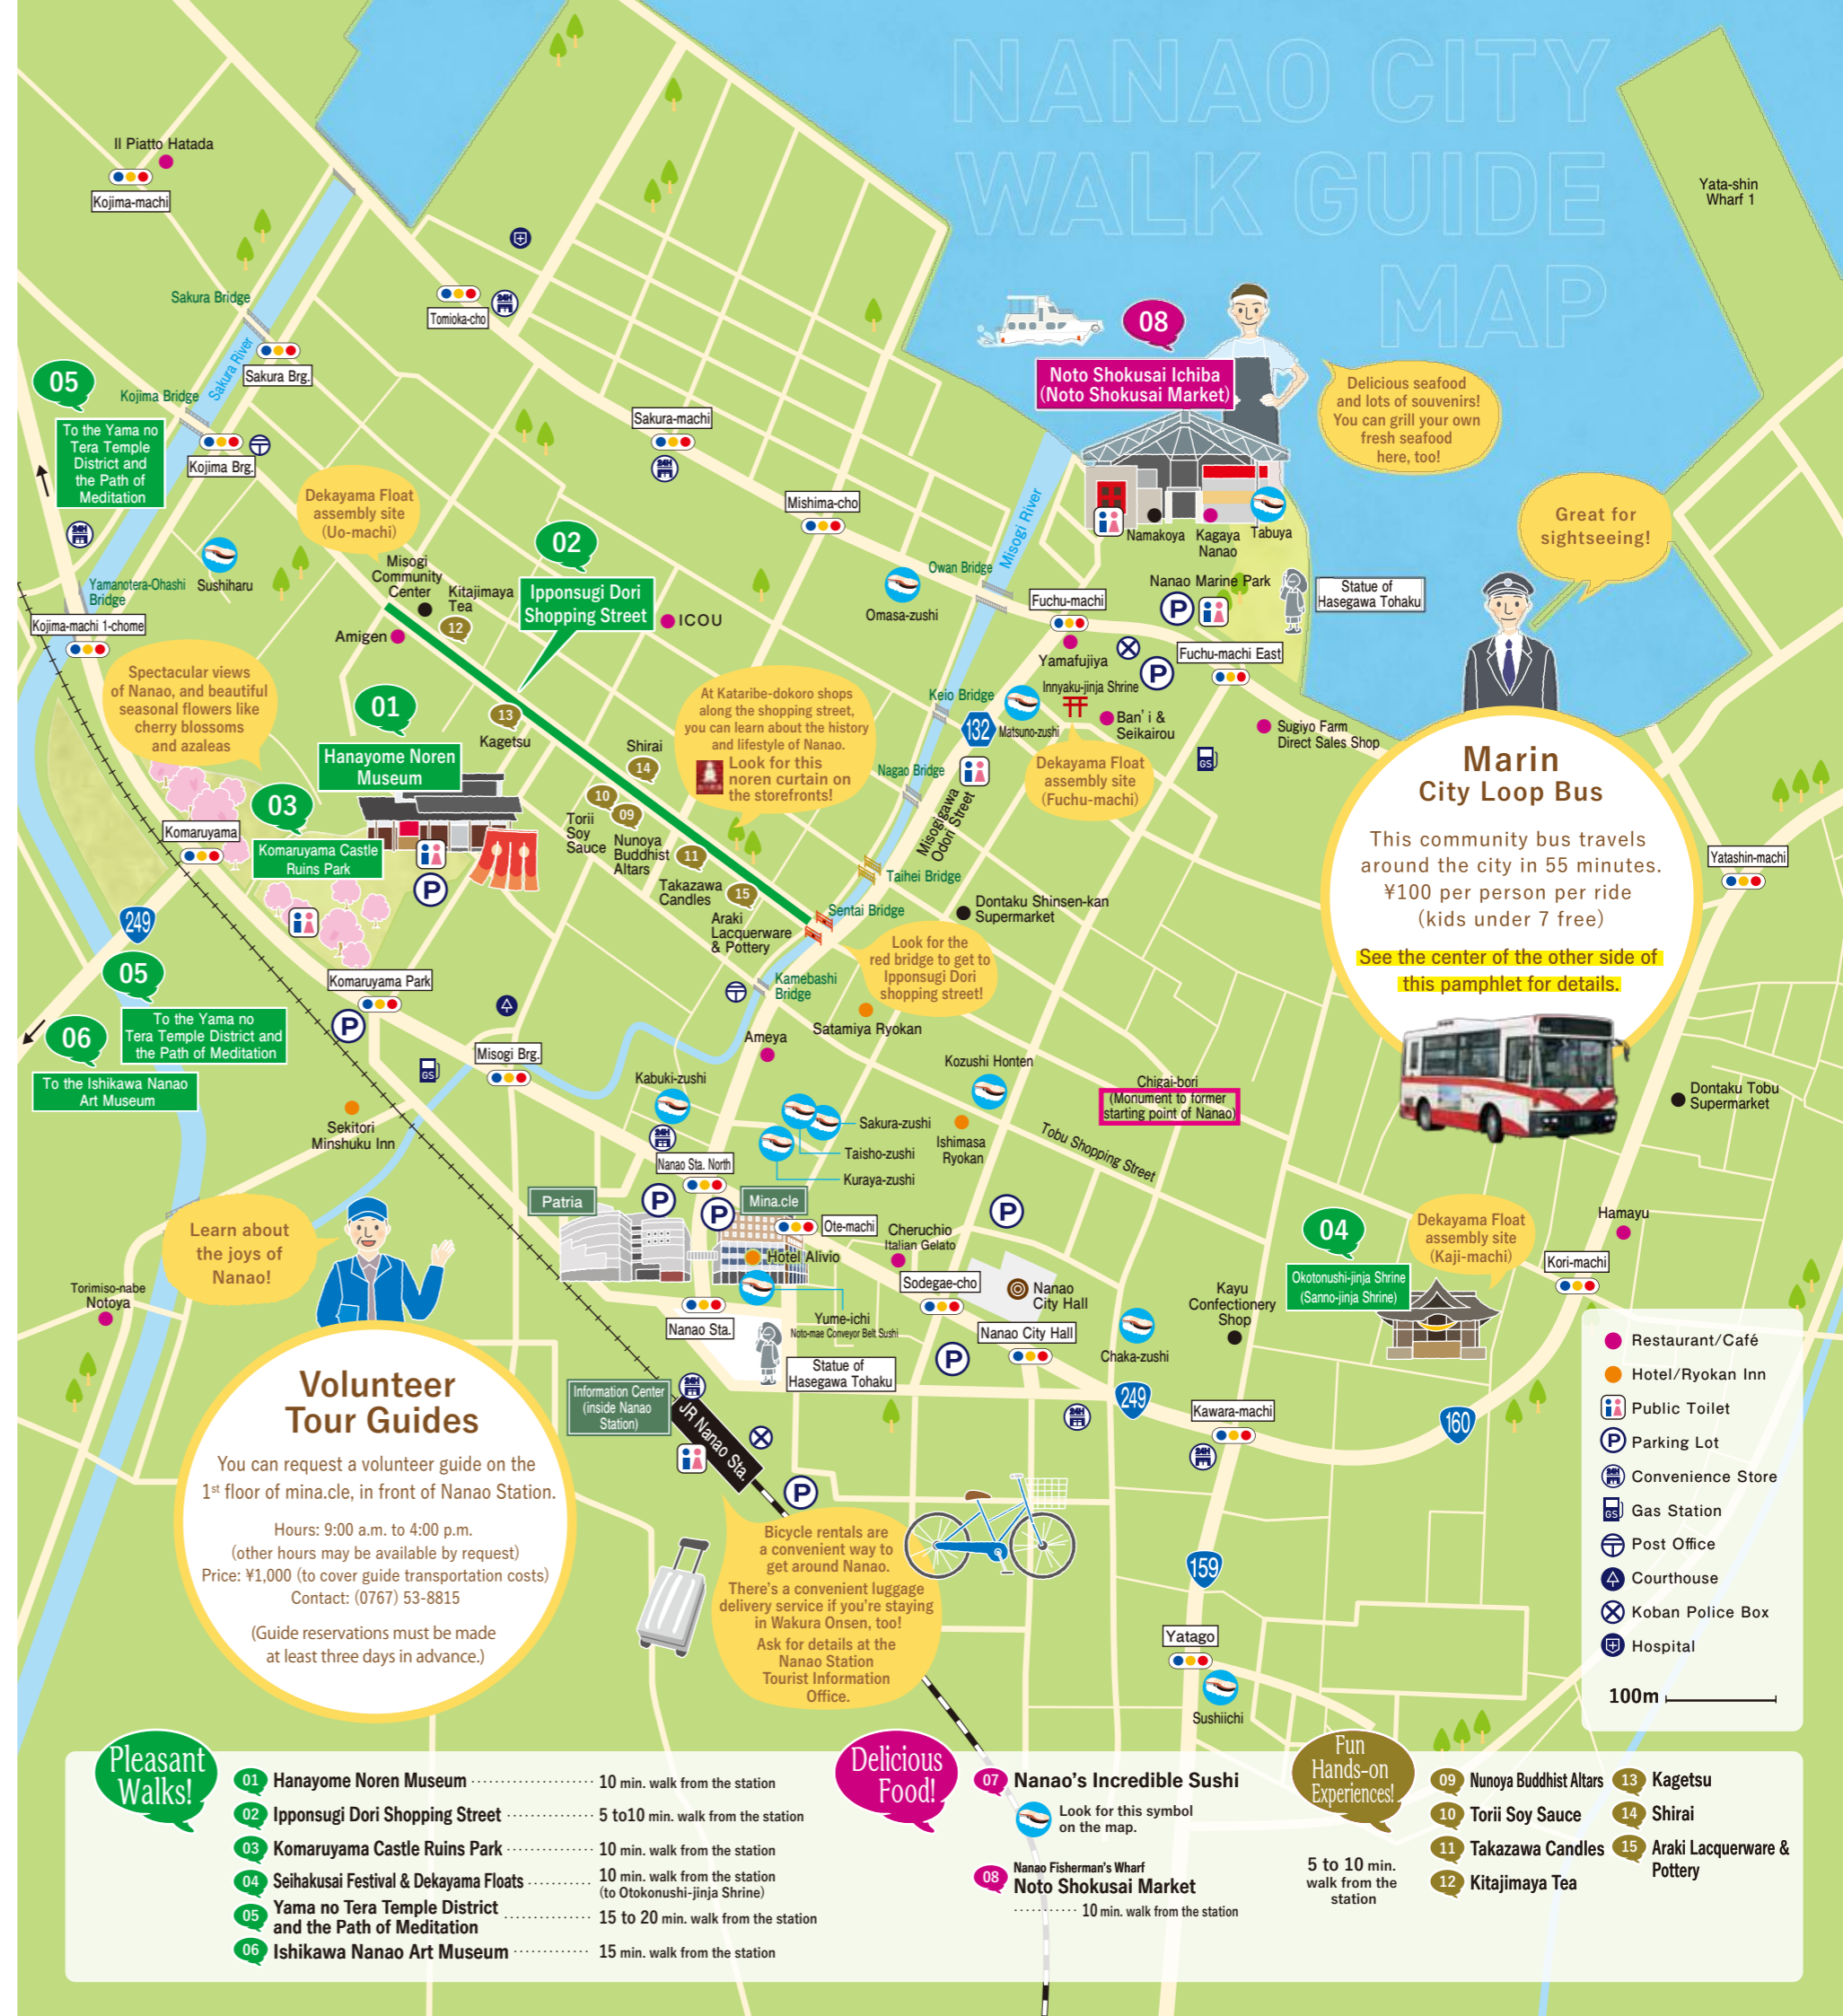 NANAO CITY
WALK GUIDE
MAP
Yata-shin
Wharf 1
Il Piatto Hatada
Kojima-machi
Sakura Bridge
Sakura River
Sakura Brg.
Tomioka-cho
24H
05
Kojima Bridge
To the Yama no
Tera Temple
District and
the Path of
Meditation
Kojima Brg.
24H
Sakura-machi
24H
Mishima-cho
08
Noto Shokusai Ichiba
(Noto Shokusai Market)
Delicious seafood
and lots of souvenirs!
You can grill your own
fresh seafood
here, too!
Namakoya
Kagaya
Nanao
Tabuya
Great for
sightseeing!
Dekayama Float
assembly site
(Uo-machi)
Misogi
Community
Center
Kitajimaya
Tea
12
Amigen
02
Ipponsugi Dori
Shopping Street
ICOU
Sushiharu
Yamanotera-Ohashi
Bridge
Kojima-machi 1-chome
Misogi River
Owan Bridge
Omasa-zushi
Nanao Marine Park
P
Statue of
Hasegawa Tohaku
Fuchu-machi
Yamafujiya
P
Fuchu-machi East
Innyaku-jinja Shrine
Keio Bridge
132
Matsuno-zushi
Ban' i &
Seikairou
Sugiyo Farm
Direct Sales Shop
GS
Nagao Bridge
Dekayama Float
assembly site
(Fuchu-machi)
Misogigawa
Odori Street
Spectacular views
of Nanao, and beautiful
seasonal flowers like
cherry blossoms
and azaleas
01
Hanayome Noren
Museum
13
Kagetsu
Shirai
14
At Kataribe-dokoro shops
along the shopping street,
you can learn about the history
and lifestyle of Nanao.
Look for this
noren curtain on
the storefronts!
10
09
Torii
Soy
Sauce
Nunoya
Buddhist
Altars
11
Takazawa
Candles
15
Araki
Lacquerware
& Pottery
03
Komaruyama
Komaruyama Castle
Ruins Park
P
249
Taihei Bridge
Sentai Bridge
Dontaku Shinsen-kan
Supermarket
Look for the
red bridge to get to
Ipponsugi Dori
shopping street!
Kamebashi
Bridge
Satamiya Ryokan
Ameya
Marin
City Loop Bus
This community bus travels
around the city in 55 minutes.
¥100 per person per ride
(kids under 7 free)
See the center of the other side of
this pamphlet for details.
Yatashin-machi
Dontaku Tobu
Supermarket
05
To the Yama no
Tera Temple District and
the Path of Meditation
06
To the Ishikawa Nanao
Art Museum
Komaruyama Park
P
GS
Misogi Brg.
Sekitori
Minshuku Inn
Kabuki-zushi
24H
Nanao Sta. North
Kozushi Honten
Sakura-zushi
Taisho-zushi
Kuraya-zushi
Ishimasa
Ryokan
Chigai-bori
(Monument to former
starting point of Nanao)
Tobu Shopping Street
Patria
P
P
Mina.cle
Ote-machi
Hotel Alivio
Cheruchio
Italian Gelato
P
Sodegae-cho
Nanao
City Hall
Nanao City Hall
Yume-ichi
Noto-mae Conveyor Belt Sushi
Nanao Sta.
Statue of
Hasegawa Tohaku
P
Chaka-zushi
Kayu
Confectionery
Shop
04
Okotonushi-jinja Shrine
(Sanno-jinja Shrine)
Dekayama Float
assembly site
(Kaji-machi)
Hamayu
Kori-machi
Learn about
the joys of
Nanao!
Torimiso-nabe
Notoya
Volunteer
Tour Guides
You can request a volunteer guide on the
1st floor of mina.cle, in front of Nanao Station.
Hours: 9:00 a.m. to 4:00 p.m.
(other hours may be available by request)
Price: ¥1,000 (to cover guide transportation costs)
Contact: (0767) 53-8815
(Guide reservations must be made
at least three days in advance.)
Information Center
(inside Nanao
Station)
24H
JR Nanao Sta.
P
24H
249
Kawara-machi
24H
160
159
Yatago
Sushiichi
Bicycle rentals are
a convenient way to
get around Nanao.
There's a convenient luggage
delivery service if you're staying
in Wakura Onsen, too!
Ask for details at the
Nanao Station
Tourist Information
Office.
Restaurant/Café
Hotel/Ryokan Inn
Public Toilet
P Parking Lot
24H Convenience Store
GS Gas Station
Post Office
Courthouse
Koban Police Box
Hospital
100m
Pleasant
Walks!
01 Hanayome Noren Museum ···················· 10 min. walk from the station
02 Ipponsugi Dori Shopping Street ·············· 5 to10 min. walk from the station
03 Komaruyama Castle Ruins Park ·············· 10 min. walk from the station
04 Seihakusai Festival & Dekayama Floats ·········· 10 min. walk from the station
(to Otokonushi-jinja Shrine)
05 Yama no Tera Temple District
and the Path of Meditation ·············· 15 to 20 min. walk from the station
06 Ishikawa Nanao Art Museum ············ 15 min. walk from the station
Delicious
Food!
07 Nanao's Incredible Sushi
Look for this symbol
on the map.
08 Nanao Fisherman's Wharf
Noto Shokusai Market
·········· 10 min. walk from the station
Fun
Hands-on
Experiences!
5 to 10 min.
walk from the
station
09 Nunoya Buddhist Altars
10 Torii Soy Sauce
11 Takazawa Candles
12 Kitajimaya Tea
13 Kagetsu
14 Shirai
15 Araki Lacquerware &
Pottery